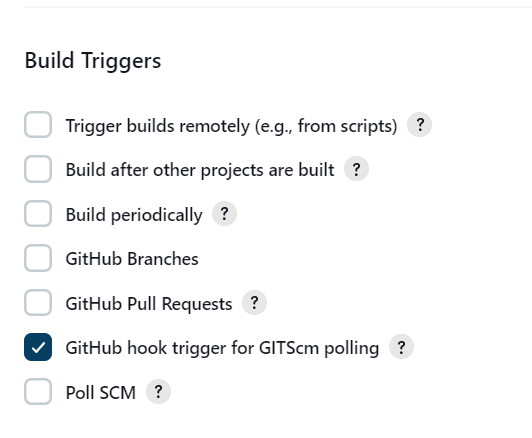 Build Triggers
Trigger builds remotely (e.g., from scripts) ?
Build after other projects are built ?
Build periodically ?
GitHub Branches
GitHub Pull Requests ?
GitHub hook trigger for GITScm polling ?
Poll SCM ?